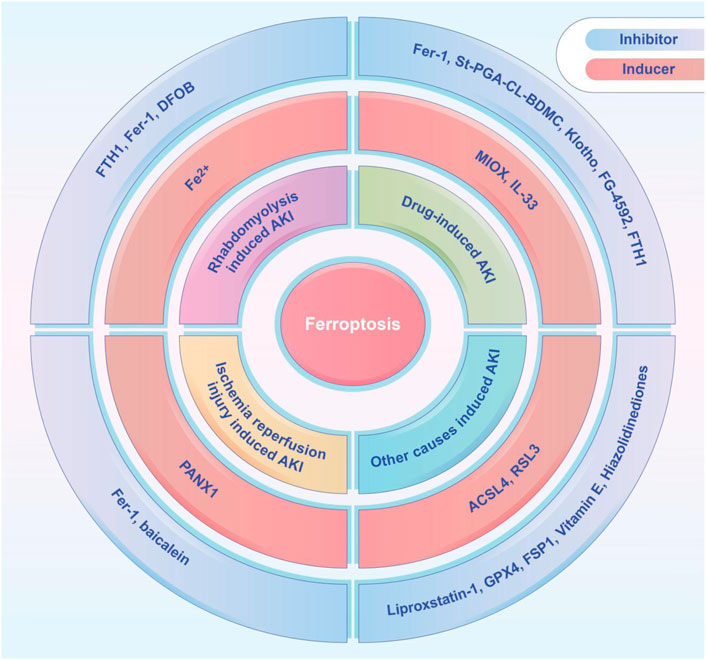 Inhibitor
Inducer
FTH1, Fer-1, DFOB
Fer-1, St-PGA-CL-BDMC, Klotho, FG-4592, FTH1
Fe²⁺
MIOX, IL-33
Rhabdomyolysis
induced AKI
Drug-induced AKI
Ferroptosis
Ischemia reperfusion
injury induced AKI
Other causes induced AKI
PANX1
ACSL4, RSL3
Fer-1, baicalein
Liproxstatin-1, GPX4, FSP1, Vitamin E, Hiazolidinediones